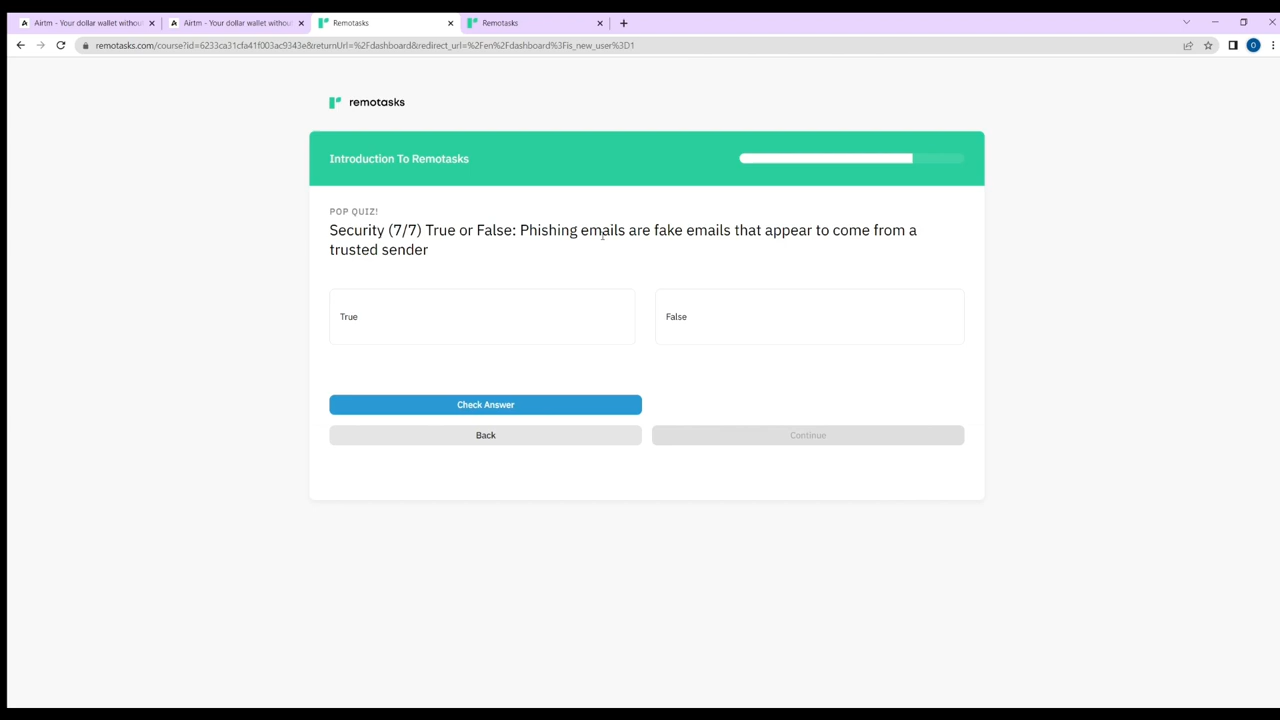 Airtm - Your dollar wallet without
Airtm - Your dollar wallet without
Remotasks
Remotasks
remotasks.com/course?id=6233ca31cfa41f003ac9343e&returnUrl=%2Fdashboard&redirect_url=%2Fen%2Fdashboard%3Fis_new_user%3D1
O
remotasks
Introduction To Remotasks
POP QUIZ!
Security (7/7) True or False: Phishing emails are fake emails that appear to come from a
trusted sender
True
False
Check Answer
Back
Continue